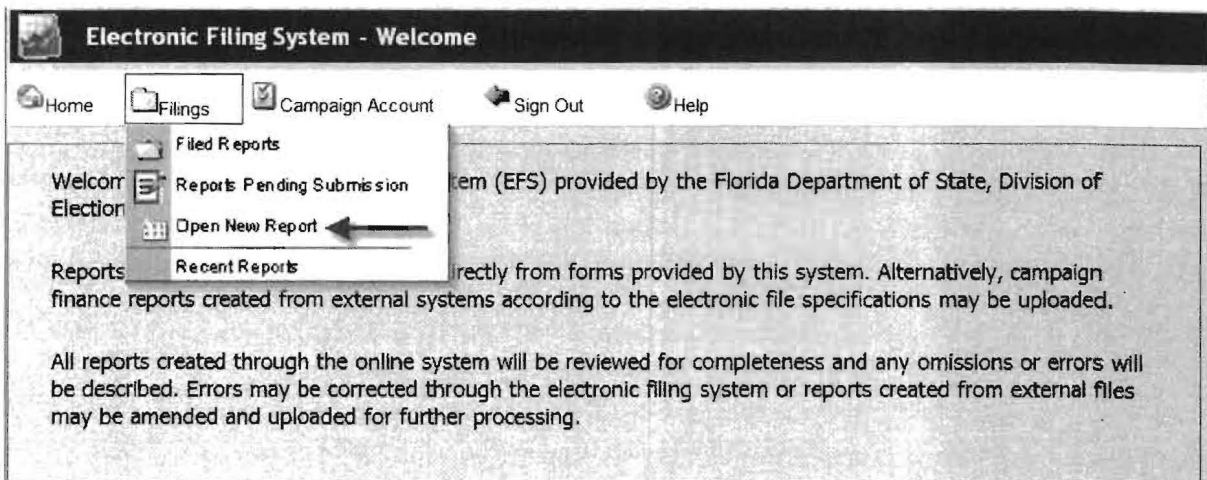 Electronic Filing System - Welcome
Home Filings Campaign Account Sign Out Help
Filed Reports
Reports Pending Submission
Open New Report
Recent Reports
Welcom tem (EFS) provided by the Florida Department of State, Division of
Election
Reports irectly from forms provided by this system. Alternatively, campaign
finance reports created from external systems according to the electronic file specifications may be uploaded.
All reports created through the online system will be reviewed for completeness and any omissions or errors will
be described. Errors may be corrected through the electronic filing system or reports created from external files
may be amended and uploaded for further processing.